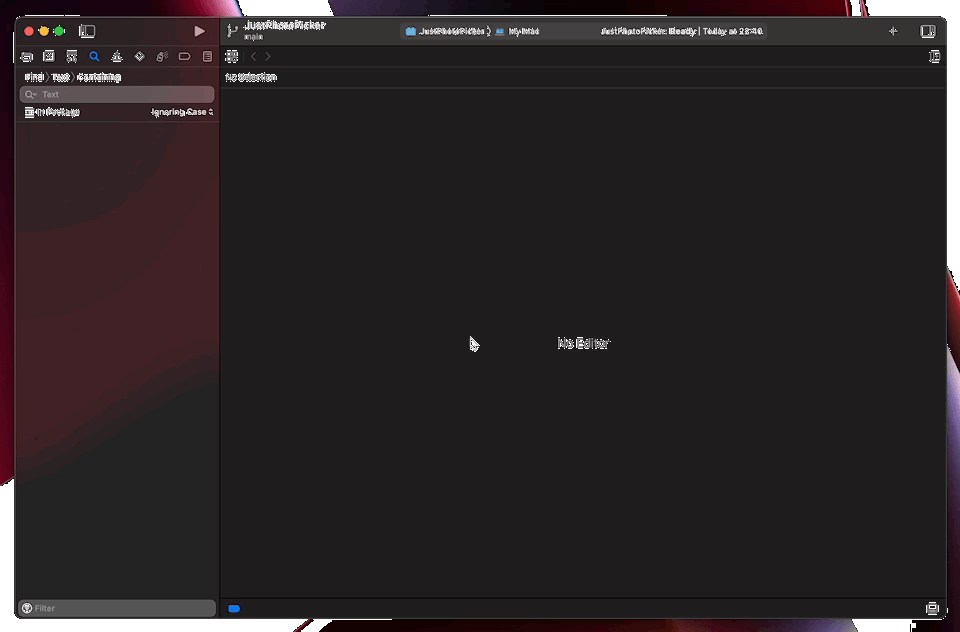 JustPhotoPicker
main
JustPhotoPicker 〉 My Mac
JustPhotoPicker: Ready | Today at 23:40
Find 〉 Text 〉 Containing
Text
In Project
Ignoring Case
No Selection
No Editor
Filter